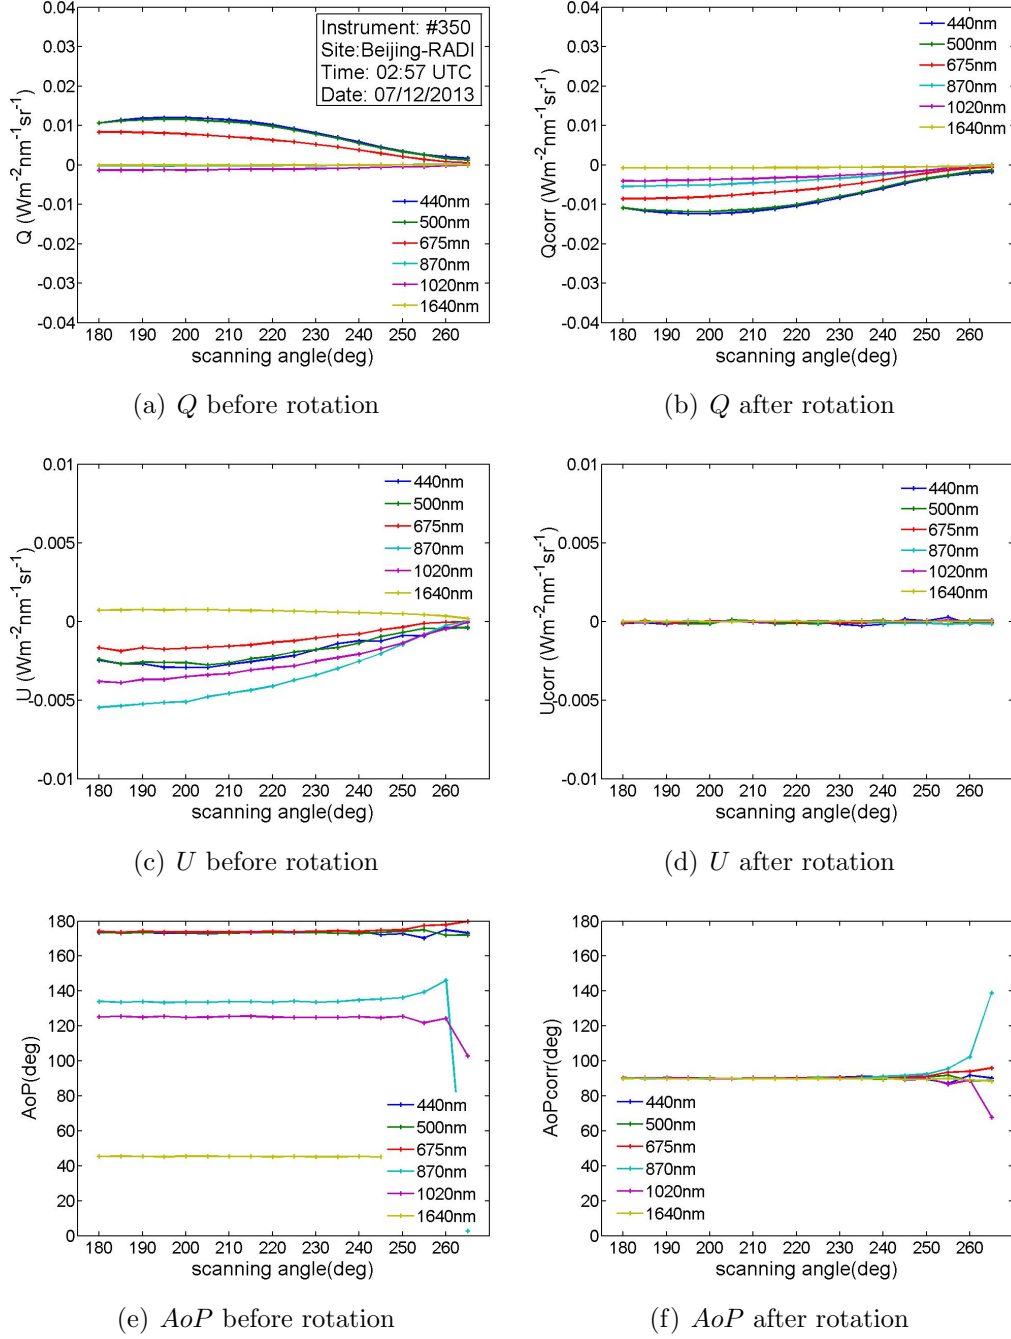 0.04
0.03
0.02
0.01
0
-0.01
-0.02
-0.03
-0.04
Q (Wm⁻²nm⁻¹sr⁻¹)
Instrument: #350
Site:Beijing-RADI
Time: 02:57 UTC
Date: 07/12/2013
440nm
500nm
675mn
870nm
1020nm
1640nm
180 190 200 210 220 230 240 250 260
scanning angle(deg)
(a) Q before rotation
0.04
0.03
0.02
0.01
0
-0.01
-0.02
-0.03
-0.04
Qcorr (Wm⁻²nm⁻¹sr⁻¹)
440nm
500nm
675nm
870nm
1020nm
1640nm
180 190 200 210 220 230 240 250 260
scanning angle(deg)
(b) Q after rotation
0.01
0.005
0
-0.005
-0.01
U (Wm⁻²nm⁻¹sr⁻¹)
440nm
500nm
675nm
870nm
1020nm
1640nm
180 190 200 210 220 230 240 250 260
scanning angle(deg)
(c) U before rotation
0.01
0.005
0
-0.005
-0.01
Ucorr (Wm⁻²nm⁻¹sr⁻¹)
440nm
500nm
675nm
870nm
1020nm
1640nm
180 190 200 210 220 230 240 250 260
scanning angle(deg)
(d) U after rotation
180
160
140
120
100
80
60
40
20
0
AoP(deg)
440nm
500nm
675nm
870nm
1020nm
1640nm
180 190 200 210 220 230 240 250 260
scanning angle(deg)
(e) AoP before rotation
180
160
140
120
100
80
60
40
20
0
AoPcorr(deg)
440nm
500nm
675nm
870nm
1020nm
1640nm
180 190 200 210 220 230 240 250 260
scanning angle(deg)
(f) AoP after rotation